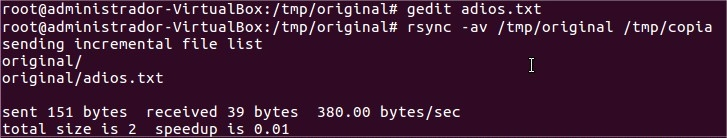 root@administrador-VirtualBox:/tmp/original# gedit adios.txt
root@administrador-VirtualBox:/tmp/original# rsync -av /tmp/original /tmp/copia
sending incremental file list
original/
original/adios.txt
sent 151 bytes  received 39 bytes  380.00 bytes/sec
total size is 2  speedup is 0.01